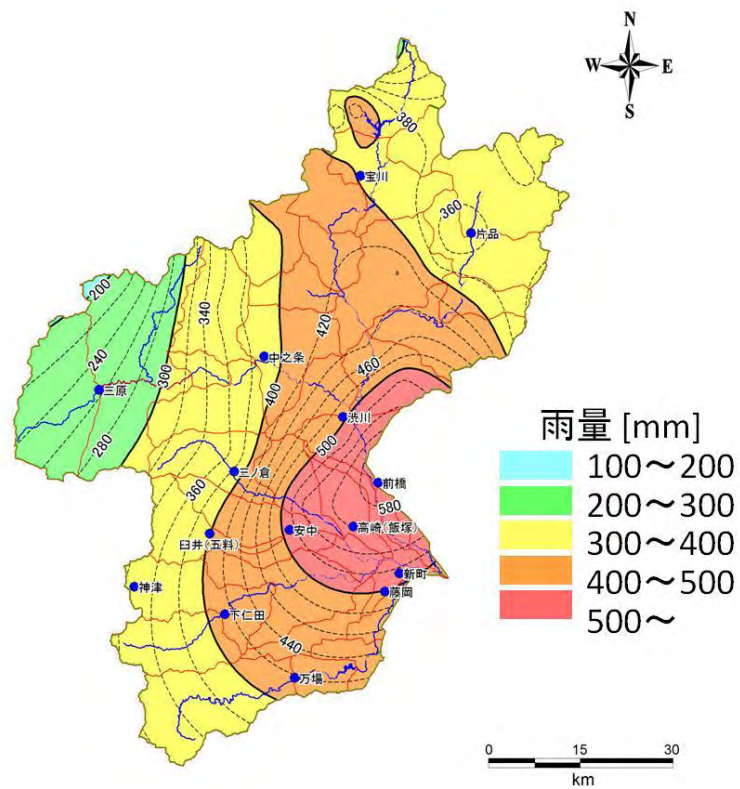 N
W E
S
380
宝川
360
片品
200
340
420
240
中之条
460
300
三原
400
渋川
280
500
三ノ倉
360
前橋
580
臼井(五料)
安中
高崎(飯塚)
神津
新町
藤岡
下仁田
440
万場
雨量 [mm]
100～200
200～300
300～400
400～500
500～
0 15 30
km